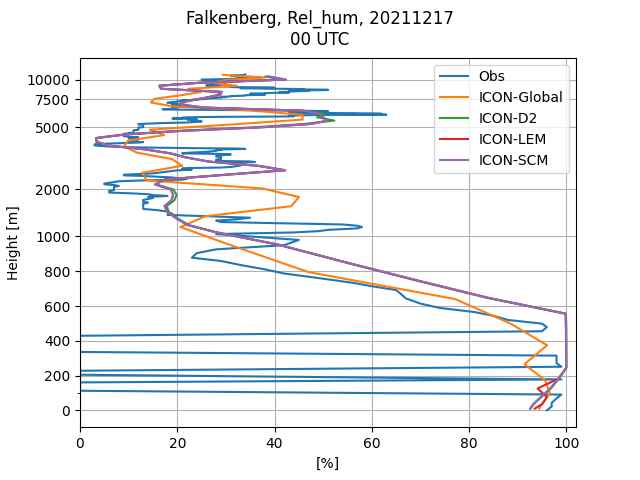 Falkenberg, Rel_hum, 20211217
00 UTC
Obs
ICON-Global
ICON-D2
ICON-LEM
ICON-SCM
Height [m]
10000
7500
5000
2000
1000
800
600
400
200
0
0 20 40 60 80 100
[%]